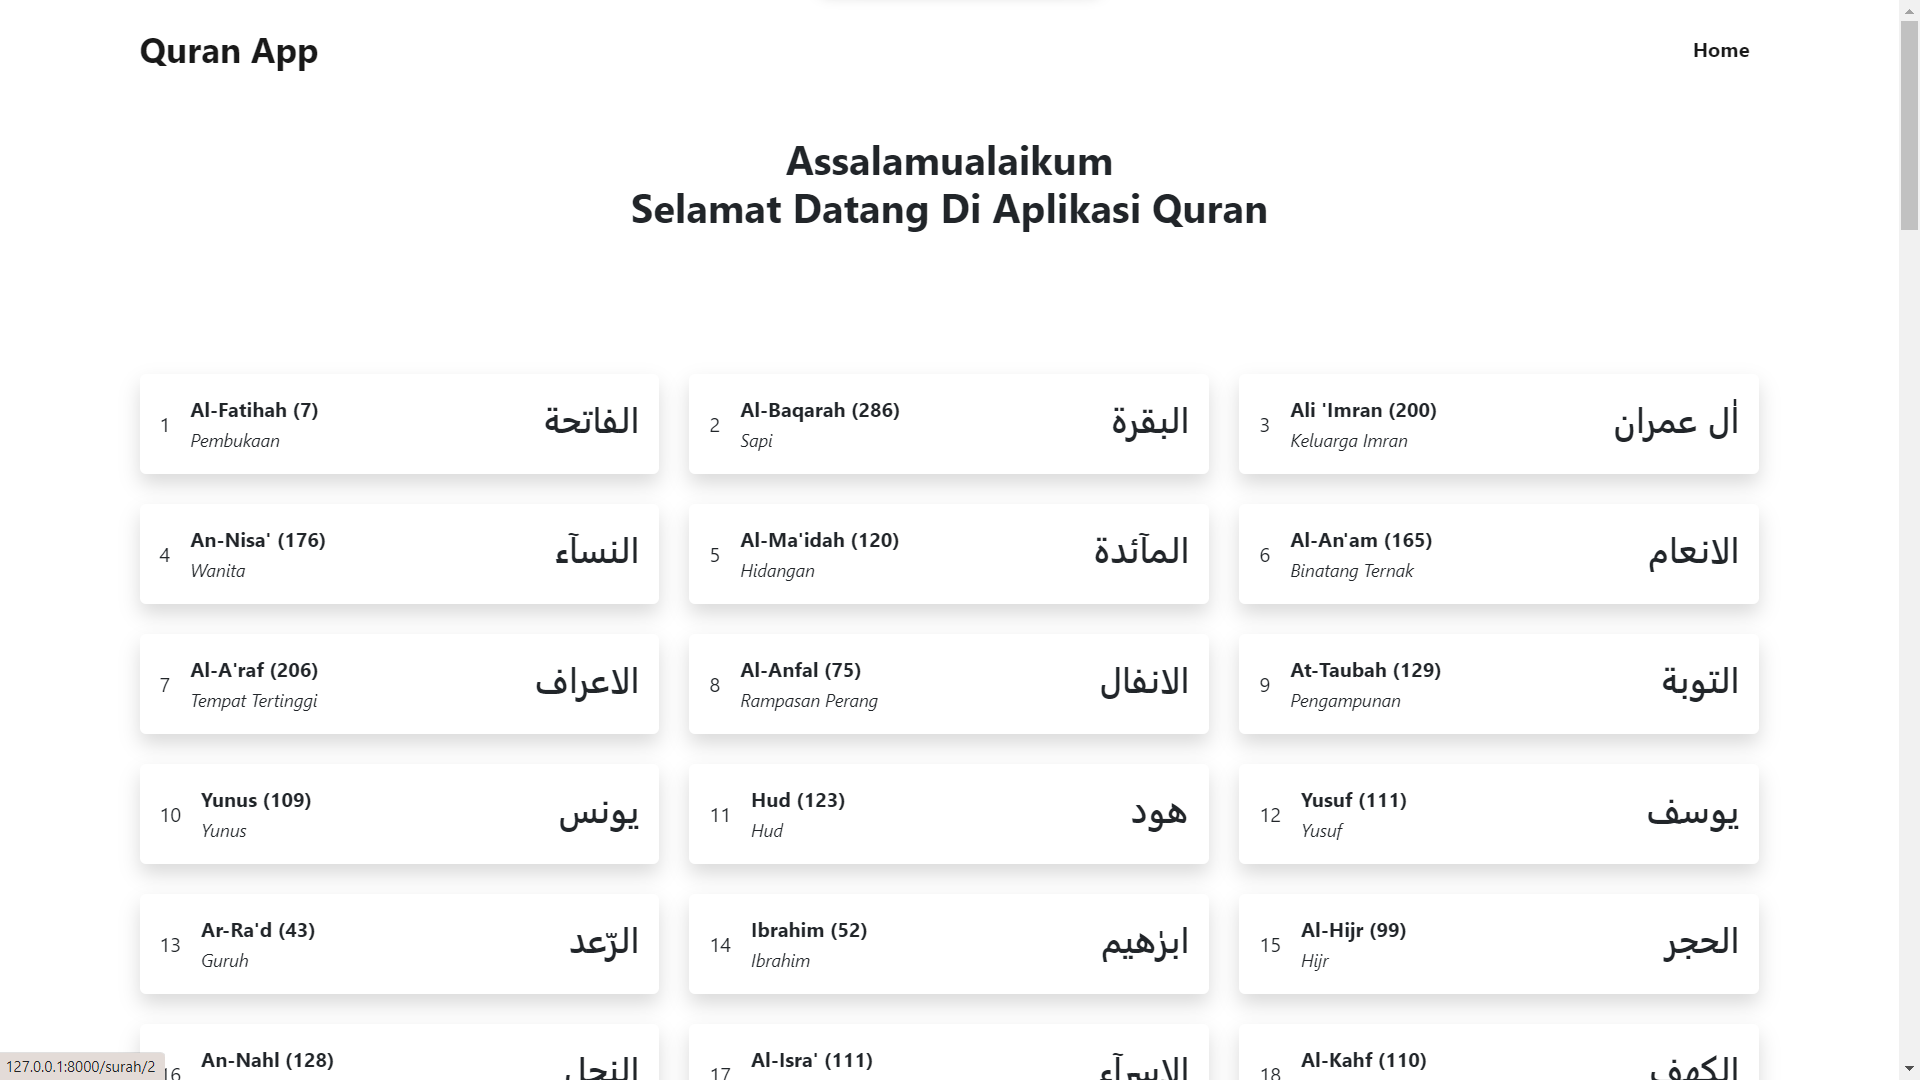 Quran App
Home
Assalamualaikum
Selamat Datang Di Aplikasi Quran
1
Al-Fatihah (7)
Pembukaan
الفاتحة
2
Al-Baqarah (286)
Sapi
البقرة
3
Ali 'Imran (200)
Keluarga Imran
اٰل عمران
4
An-Nisa' (176)
Wanita
النسآء
5
Al-Ma'idah (120)
Hidangan
المآئدة
6
Al-An'am (165)
Binatang Ternak
الانعام
7
Al-A'raf (206)
Tempat Tertinggi
الاعراف
8
Al-Anfal (75)
Rampasan Perang
الانفال
9
At-Taubah (129)
Pengampunan
التوبة
10
Yunus (109)
Yunus
يونس
11
Hud (123)
Hud
هود
12
Yusuf (111)
Yusuf
يوسف
13
Ar-Ra'd (43)
Guruh
الرّعد
14
Ibrahim (52)
Ibrahim
ابرٰهيم
15
Al-Hijr (99)
Hijr
الحجر
16
An-Nahl (128)
النحل
17
Al-Isra' (111)
الاسرآء
18
Al-Kahf (110)
الكهف
127.0.0.1:8000/surah/2